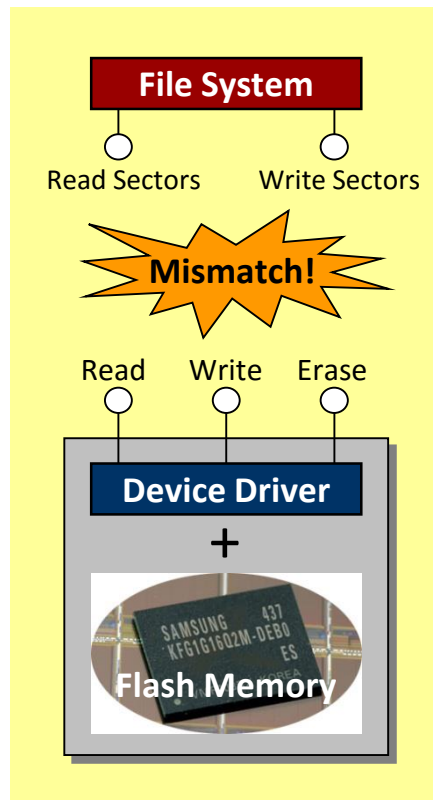 File System
Read Sectors Write Sectors
Mismatch!
Read Write Erase
Device Driver
+
SAMSUNG 437
KFG1G16Q2M-DEB0
ES
Flash Memory
KOREA